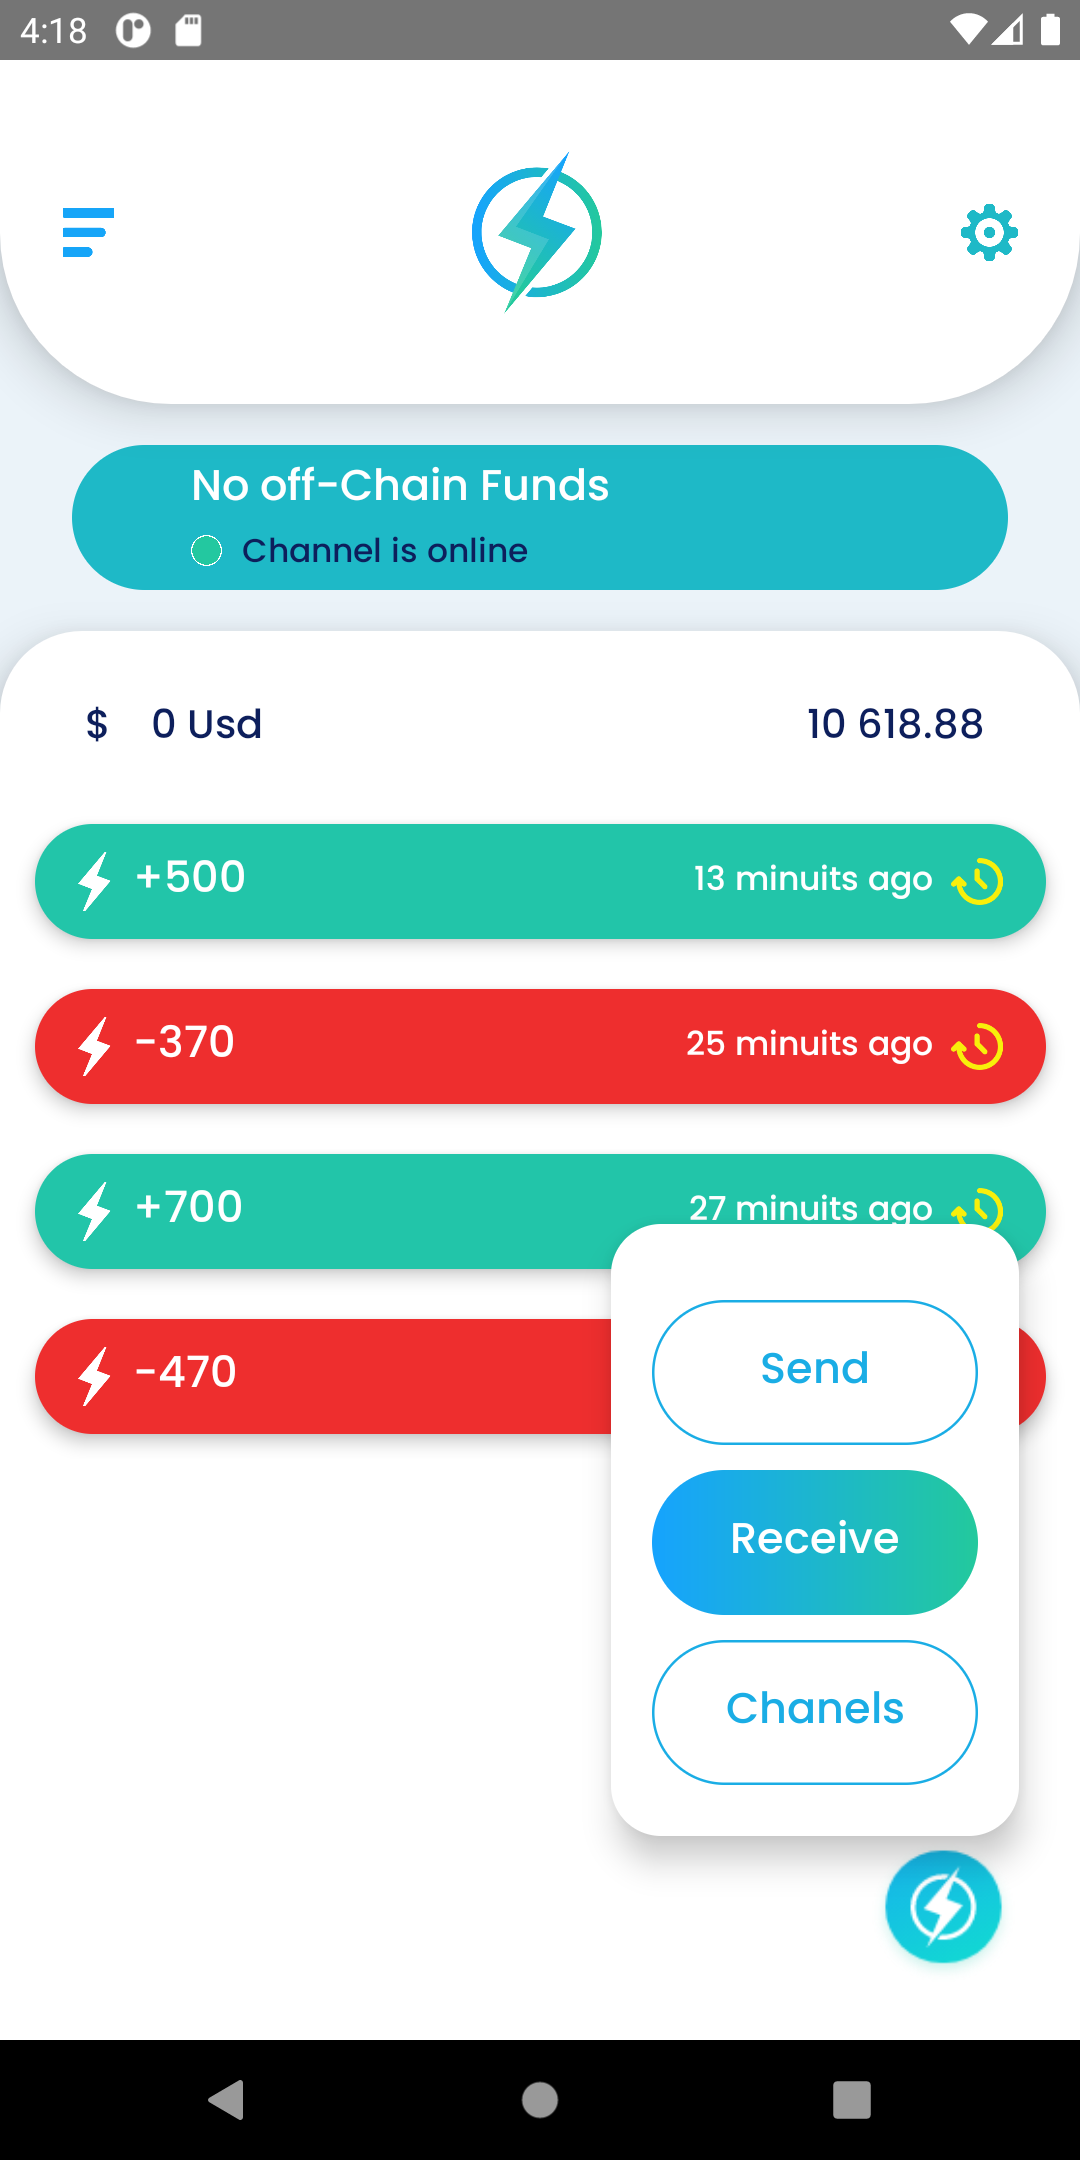 4:18
No off-Chain Funds
Channel is online
$ 0 Usd 10 618.88
+500 13 minuits ago
-370 25 minuits ago
+700 27 minuits ago
-470
Send
Receive
Chanels